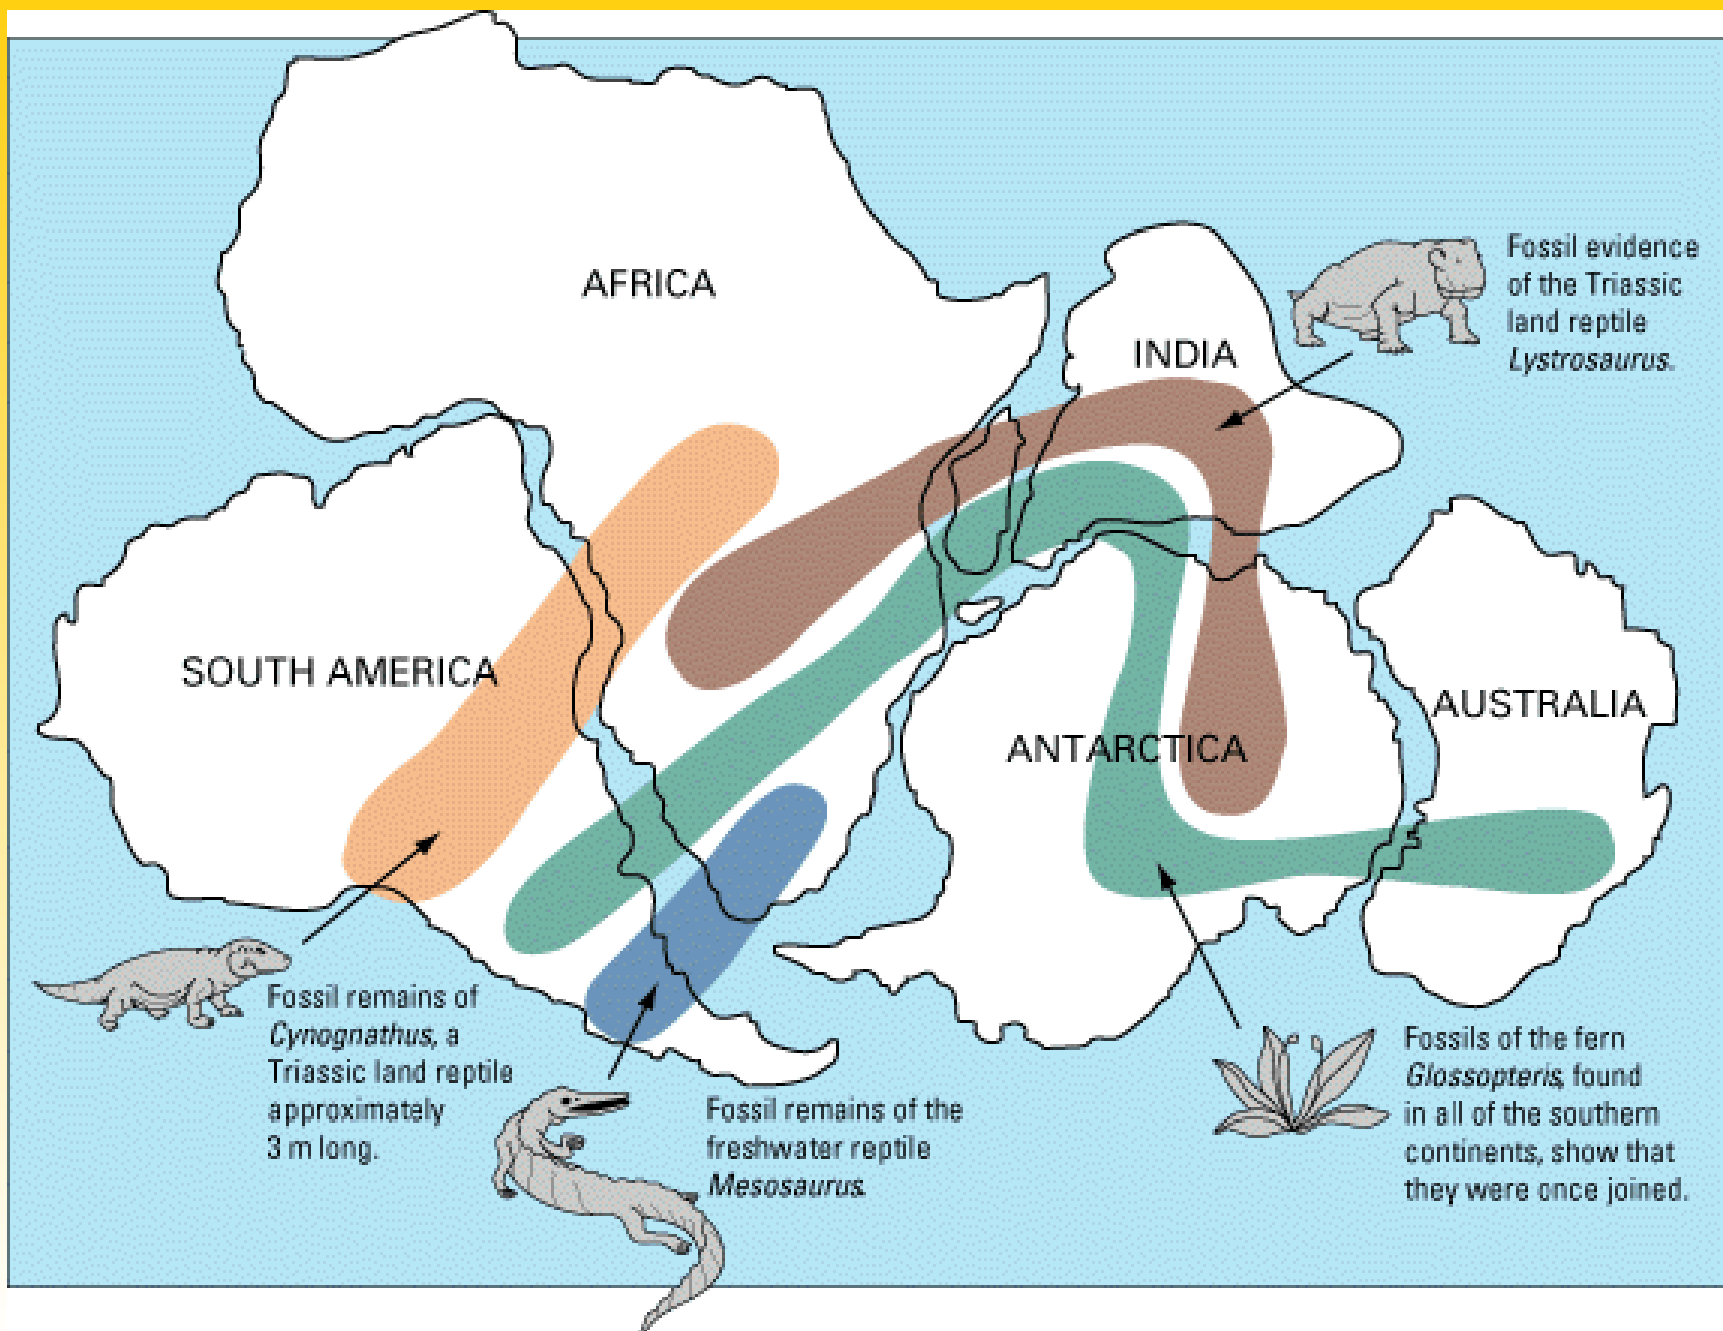 AFRICA
INDIA
SOUTH AMERICA
ANTARCTICA
AUSTRALIA
Fossil evidence
of the Triassic
land reptile
Lystrosaurus.
Fossil remains of
Cynognathus, a
Triassic land reptile
approximately
3 m long.
Fossil remains of the
freshwater reptile
Mesosaurus.
Fossils of the fern
Glossopteris, found
in all of the southern
continents, show that
they were once joined.